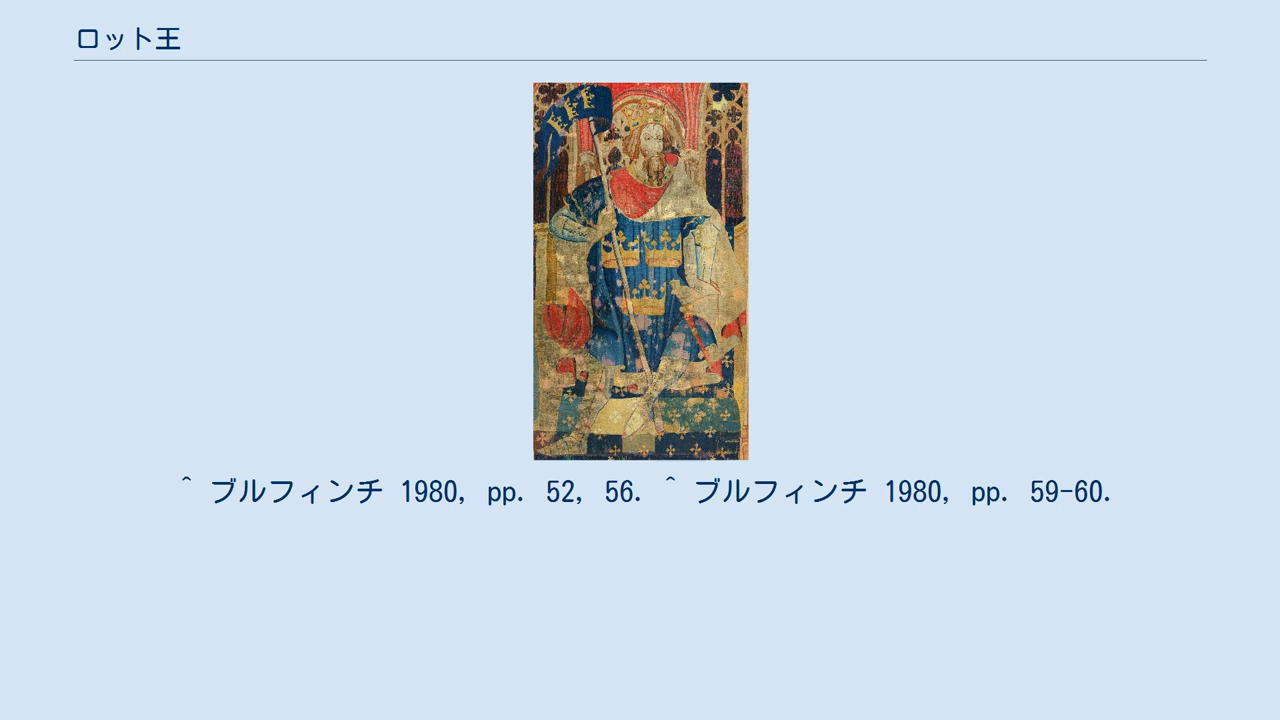 ロット王
^ ブルフィンチ 1980, pp. 52, 56. ^ ブルフィンチ 1980, pp. 59-60.